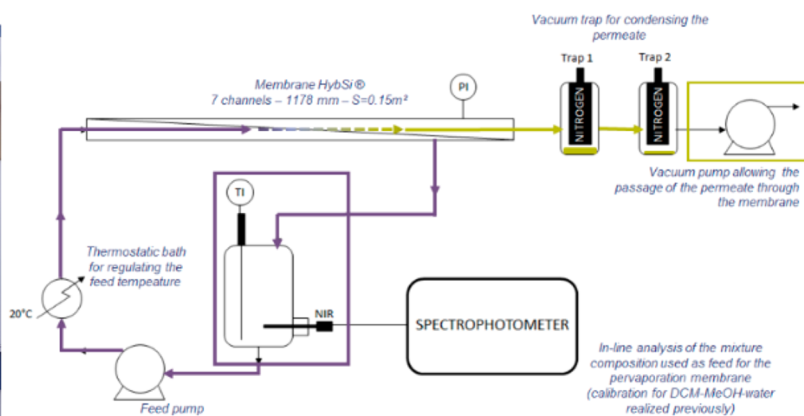 Vacuum trap for condensing the
permeate
Trap 1
Trap 2
Membrane HybSi ®
7 channels – 1178 mm – S=0.15m²
PI
NITROGEN
NITROGEN
Vacuum pump allowing the
passage of the permeate through
the membrane
TI
Thermostatic bath
for regulating the
feed tempeature
20°C
NIR
SPECTROPHOTOMETER
In-line analysis of the mixture
composition used as feed for the
pervaporation membrane
(calibration for DCM-MeOH-water
realized previously)
Feed pump